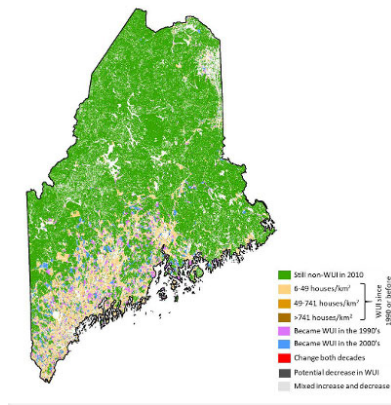 Still non-WUI in 2010
6-49 houses/km²
49-741 houses/km²
>741 houses/km²
WUI since
1990 or before
Became WUI in the 1990's
Became WUI in the 2000's
Change both decades
Potential decrease in WUI
Mixed increase and decrease